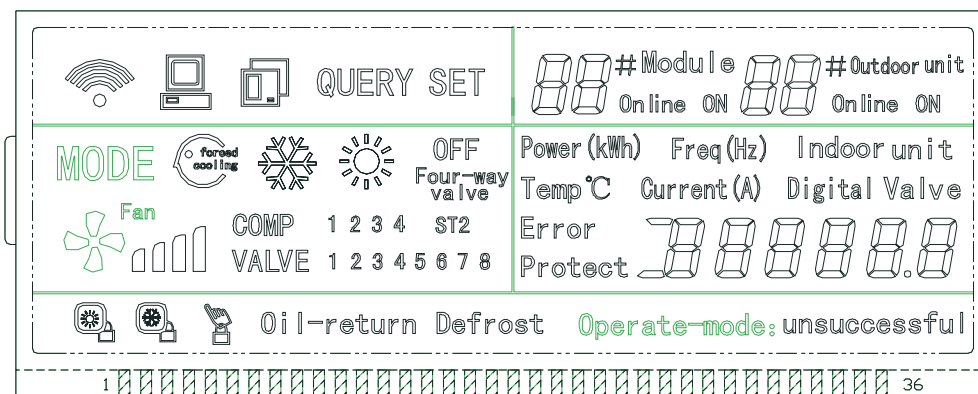 QUERY SET
# Module # Outdoor unit
Online ON Online ON
MODE forced cooling OFF Four-way valve
Power(kWh) Freq(Hz) Indoor unit
Temp℃ Current(A) Digital Valve
Fan
COMP 1 2 3 4 ST2
VALVE 1 2 3 4 5 6 7 8
Error
Protect
Oil-return Defrost Operate-mode: unsuccessful
1 36